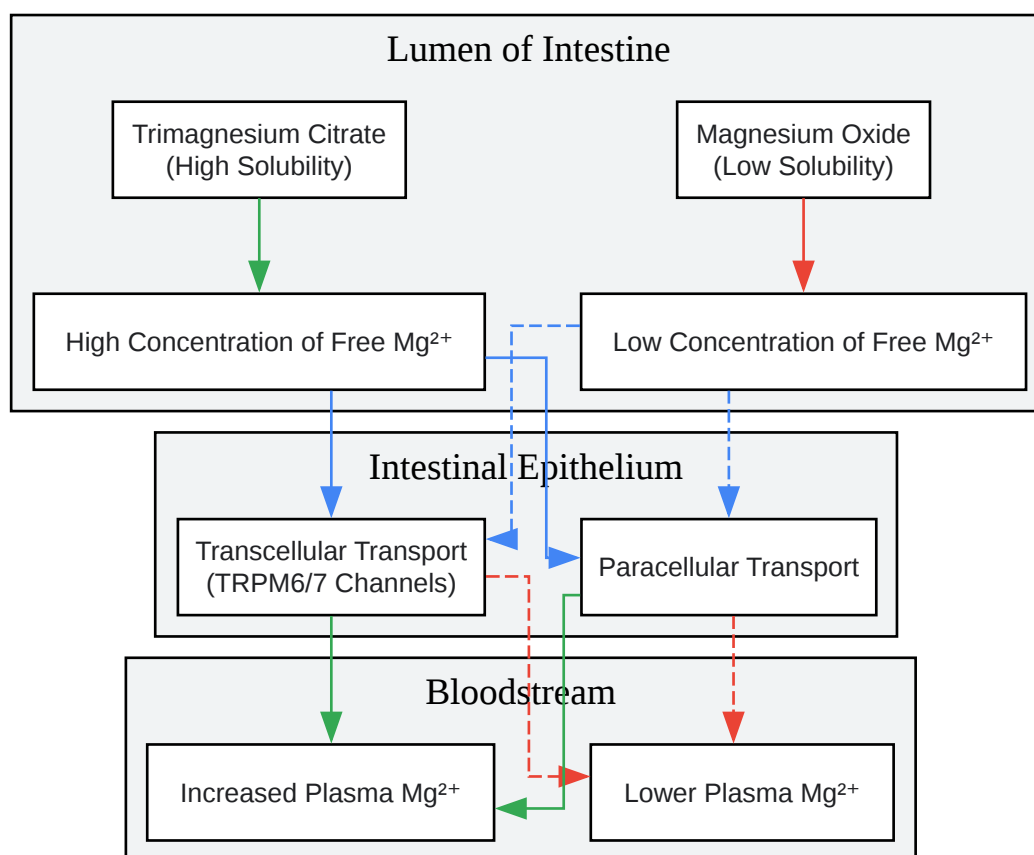 Lumen of Intestine
Trimagnesium Citrate
(High Solubility)
Magnesium Oxide
(Low Solubility)
High Concentration of Free Mg²⁺
Low Concentration of Free Mg²⁺
Intestinal Epithelium
Transcellular Transport
(TRPM6/7 Channels)
Paracellular Transport
Bloodstream
Increased Plasma Mg²⁺
Lower Plasma Mg²⁺